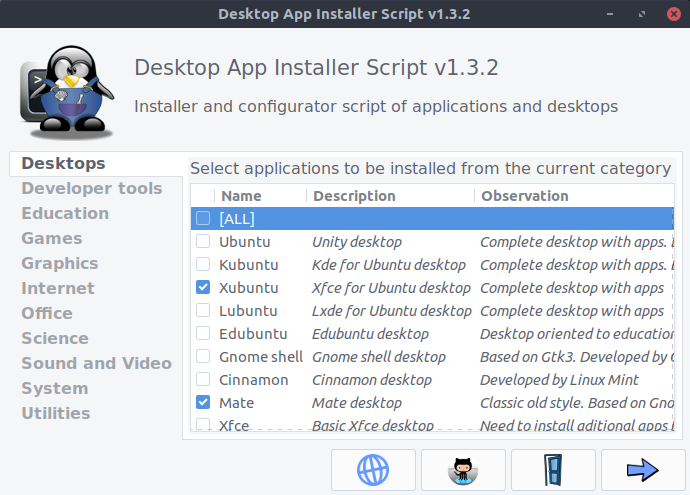 Desktop App Installer Script v1.3.2
Desktop App Installer Script v1.3.2
Installer and configurator script of applications and desktops
Desktops
Developer tools
Education
Games
Graphics
Internet
Office
Science
Sound and Video
System
Utilities
Select applications to be installed from the current category
Name Description Observation
[ALL]
Ubuntu Unity desktop Complete desktop with apps.
Kubuntu Kde for Ubuntu desktop Complete desktop with apps.
Xubuntu Xfce for Ubuntu desktop Complete desktop with apps
Lubuntu Lxde for Ubuntu desktop Complete desktop with apps
Edubuntu Edubuntu desktop Desktop oriented to education
Gnome shell Gnome shell desktop Based on Gtk3. Developed by
Cinnamon Cinnamon desktop Developed by Linux Mint
Mate Mate desktop Classic old style. Based on Gno
Xfce Basic Xfce desktop Need to install aditional apps